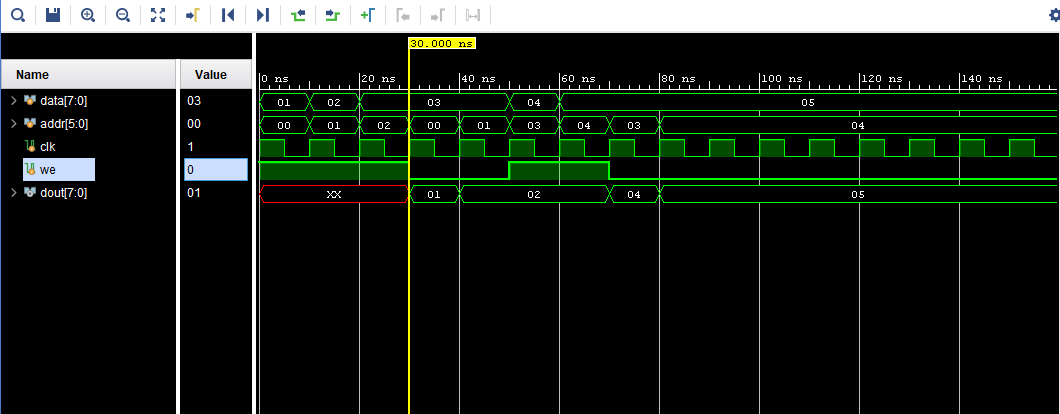 30.000 ns
Name Value 0 ns 20 ns 40 ns 60 ns 80 ns 100 ns 120 ns 140 ns
data[7:0] 03 01 02 03 04 05
addr[5:0] 00 00 01 02 00 01 03 04 03 04
clk 1
we 0
dout[7:0] 01 XX 01 02 04 05